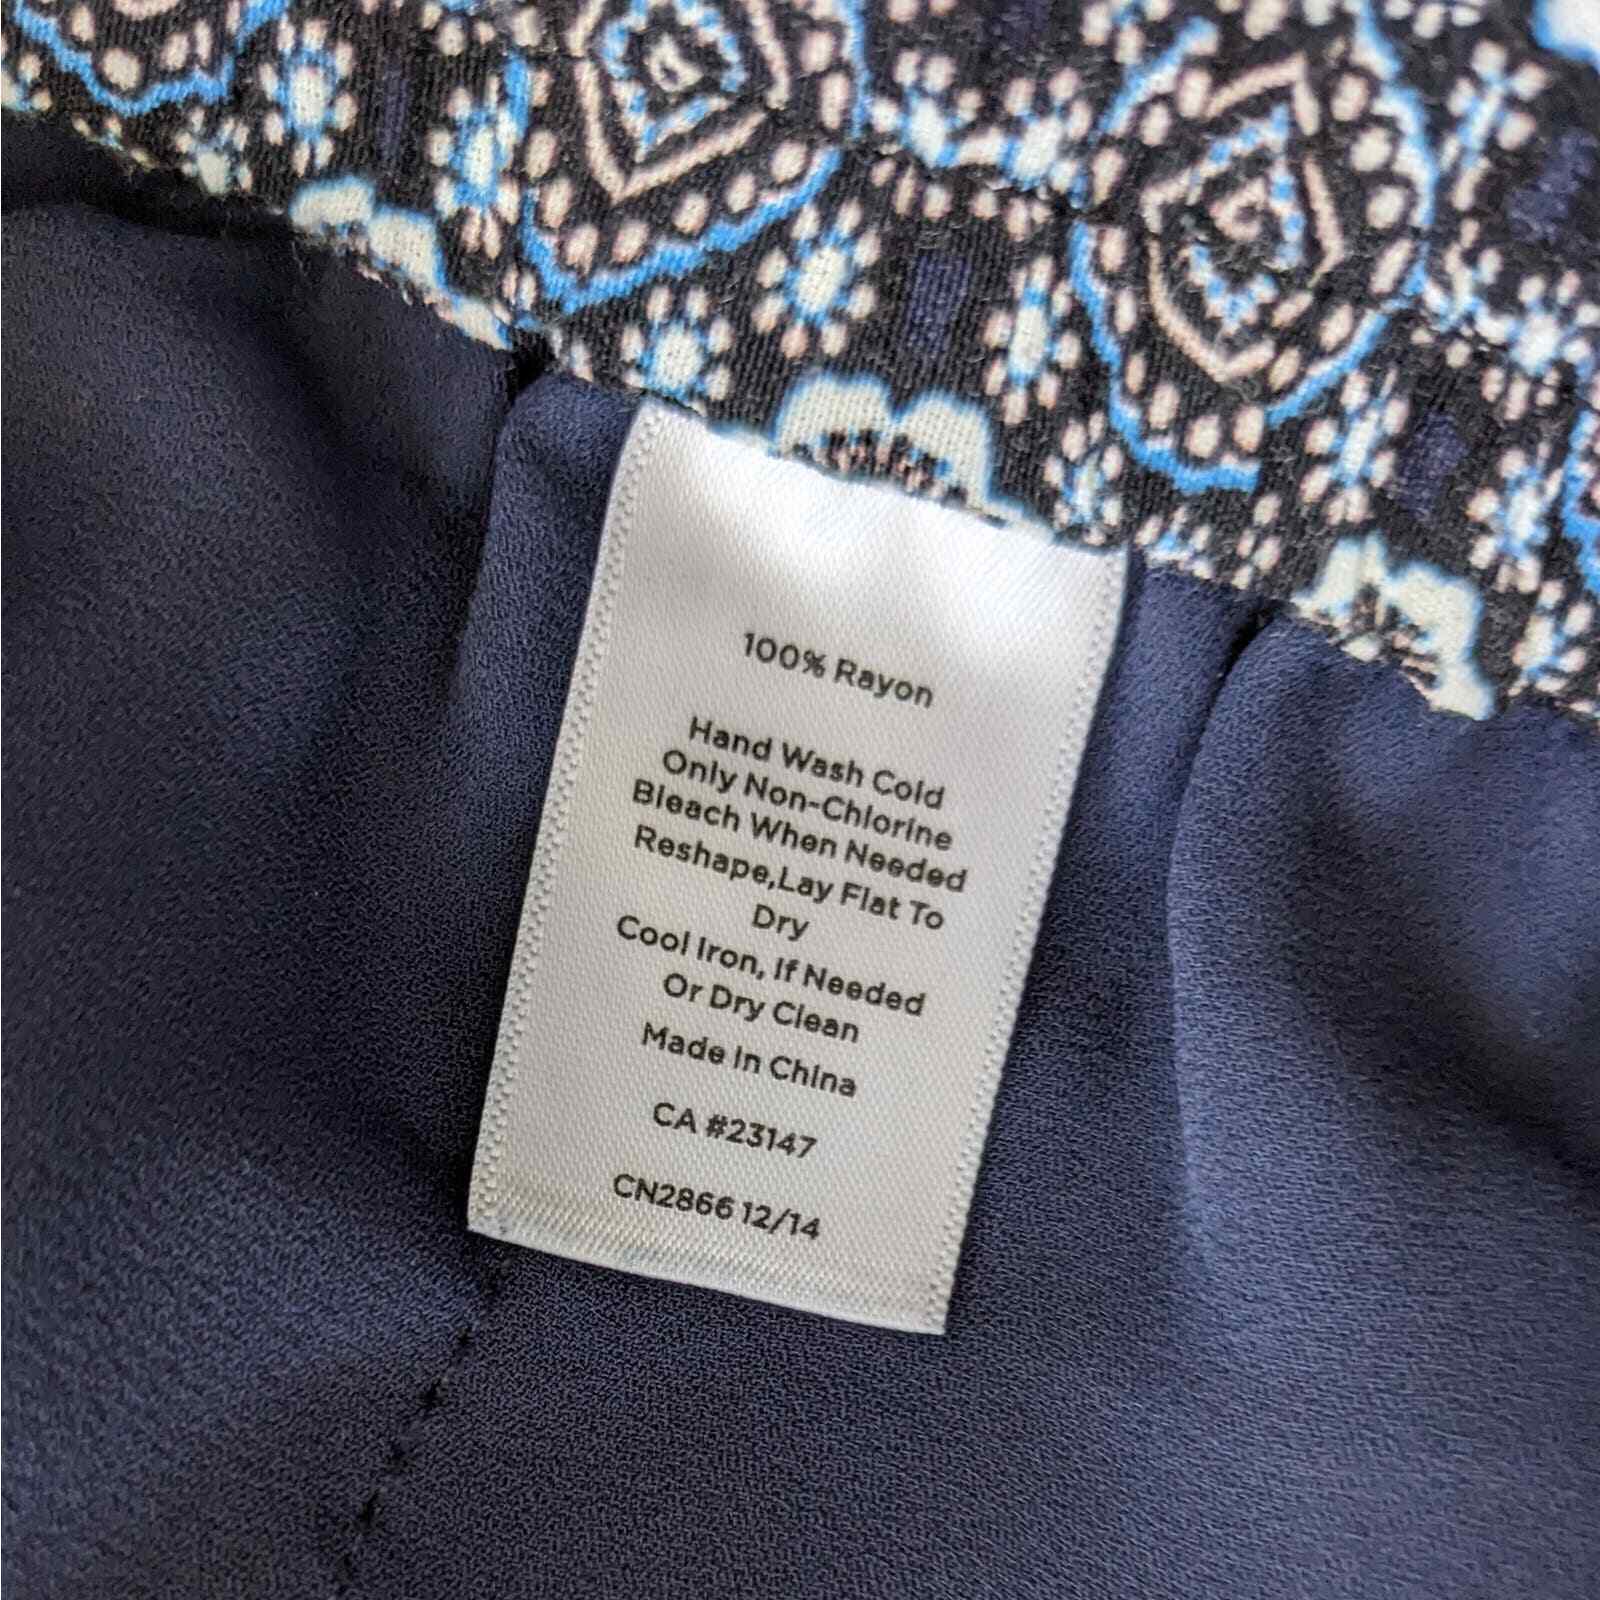 100% Rayon
Hand Wash Cold
Only Non-Chlorine
Bleach When Needed
Reshape,Lay Flat To
Dry
Cool Iron, If Needed
Or Dry Clean
Made In China
CA #23147
CN2866 12/14